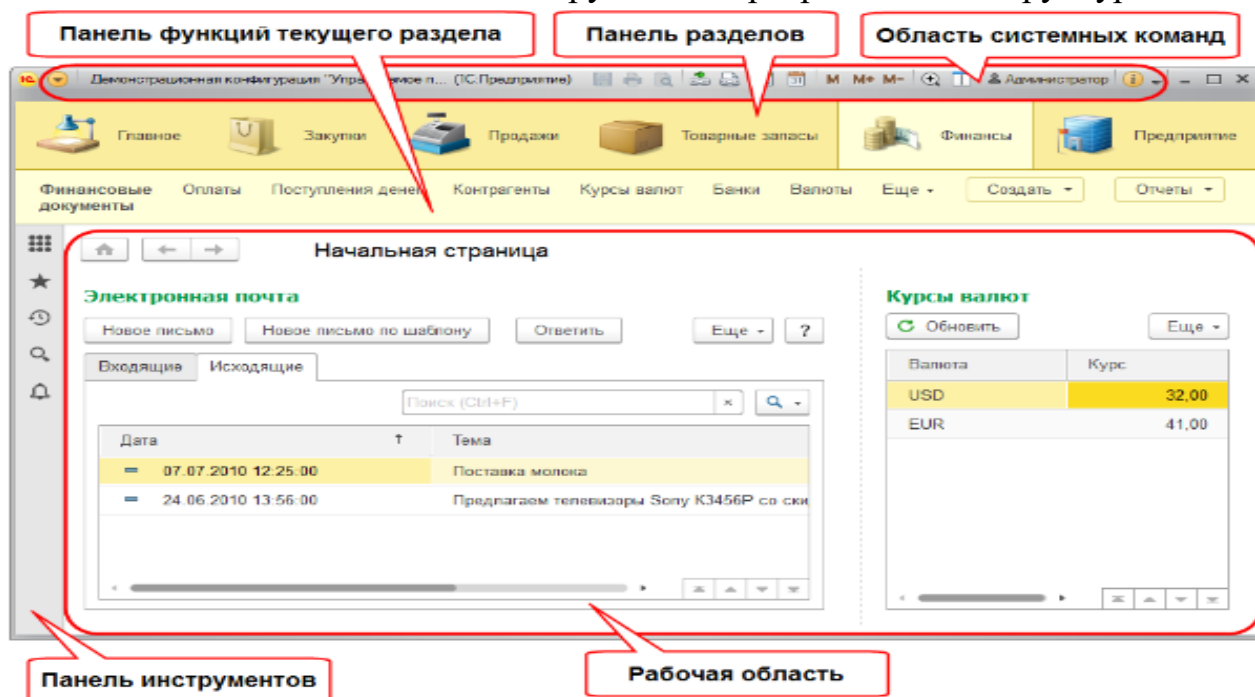 Панель функций текущего раздела
Панель разделов
Область системных команд
Демонстрационная конфигурация "Управляемое п... (1С:Предприятие)
31
M M+ M-
Администратор
Главное
Закупки
Продажи
Товарные запасы
Финансы
Предприятие
Финансовые документы
Оплаты
Поступления денег
Контрагенты
Курсы валют
Банки
Валюты
Еще
Создать
Отчеты
Начальная страница
Электронная почта
Новое письмо
Новое письмо по шаблону
Ответить
Еще
?
Входящие
Исходящие
Поиск (Ctrl+F)
×
Дата
Тема
07.07.2010 12:25:00
Поставка молока
24.06.2010 13:56:00
Предлагаем телевизоры Sony K3456P со ски
Курсы валют
Обновить
Еще
Валюта
Курс
USD
32,00
EUR
41,00
Панель инструментов
Рабочая область